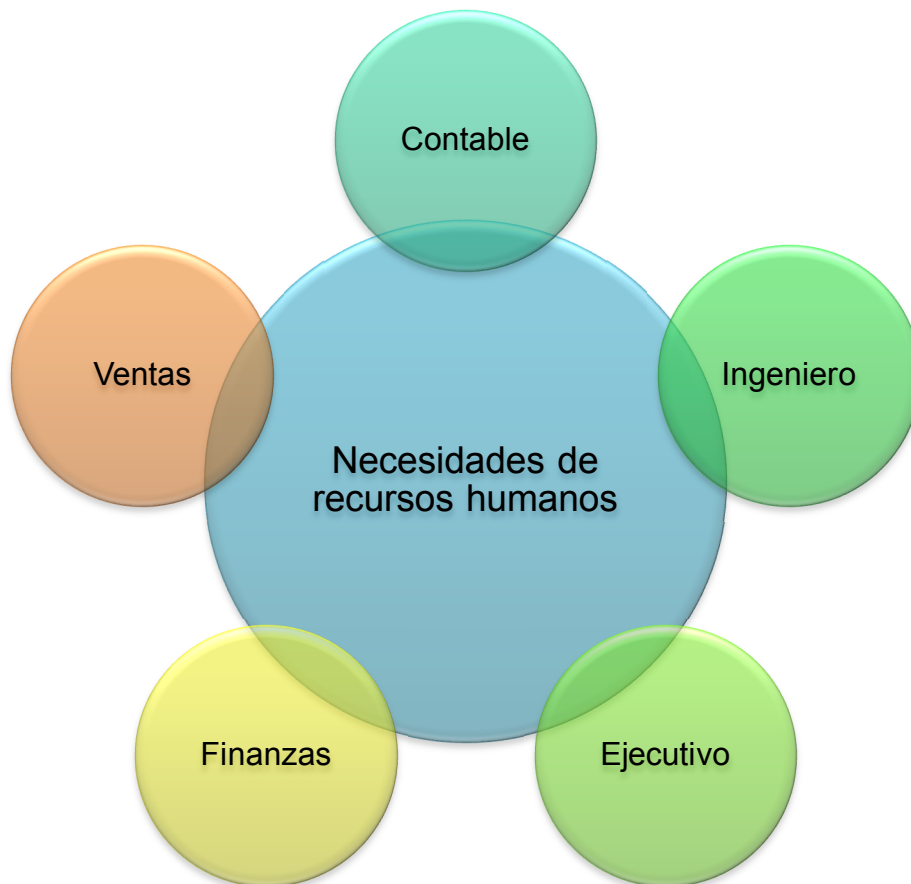 Contable
Ventas
Ingeniero
Necesidades de
recursos humanos
Finanzas
Ejecutivo